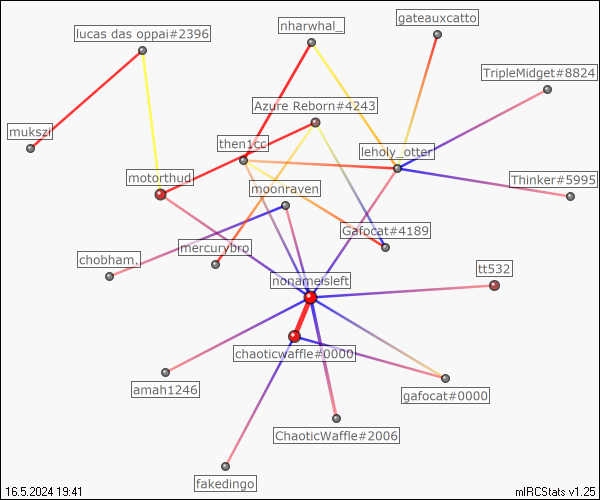 gateauxcatto
nharwhal_
lucas das oppai#2396
TripleMidget#8824
Azure Reborn#4243
mukszi
then1cc
leholy_otter
motorthud
Thinker#5995
moonraven
Gafocat#4189
mercurybro
chobham.
tt532
nonameisleft
chaoticwaffle#0000
amah1246
gafocat#0000
ChaoticWaffle#2006
fakedingo
16.5.2024 19:41
mIRCStats v1.25